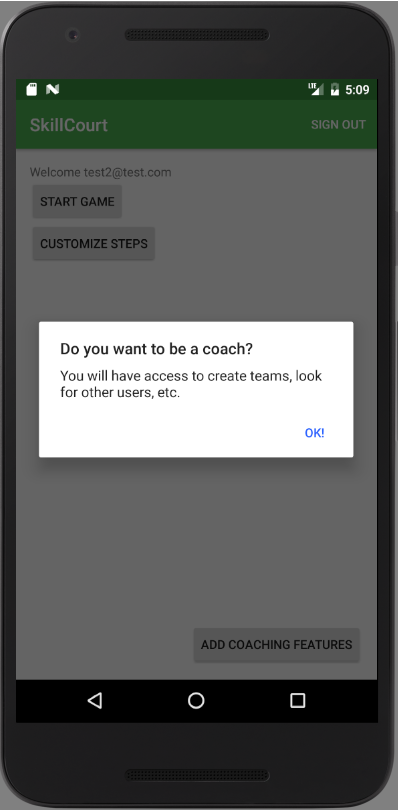 LTE 5:09
SkillCourt SIGN OUT
Welcome test2@test.com
START GAME
CUSTOMIZE STEPS
Do you want to be a coach?
You will have access to create teams, look
for other users, etc.
OK!
ADD COACHING FEATURES